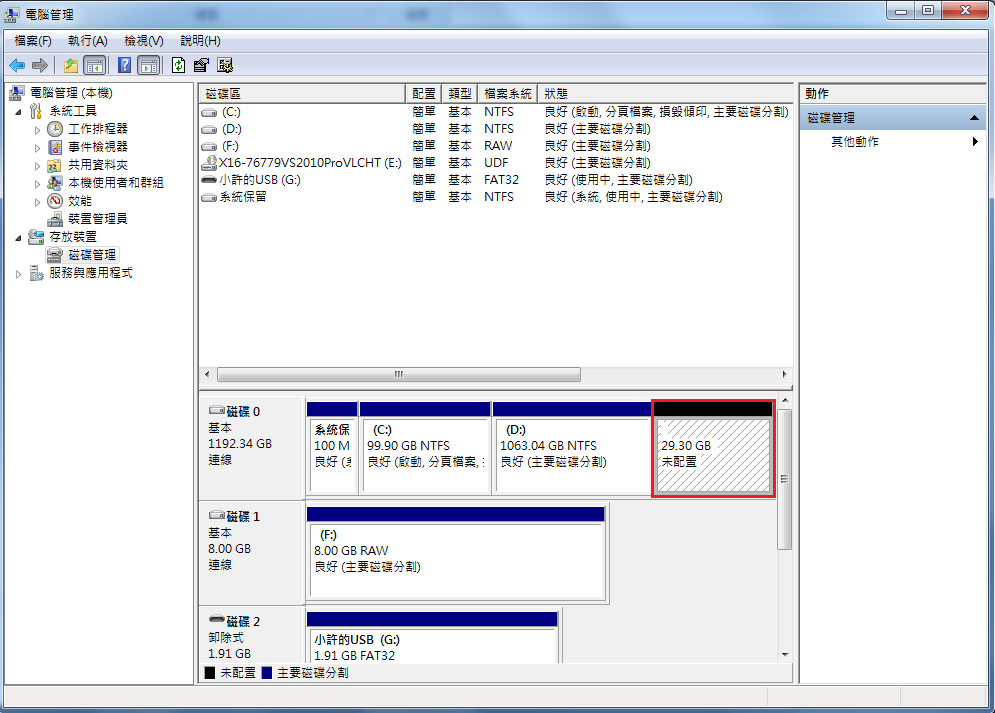 電腦管理
檔案(F) 執行(A) 檢視(V) 說明(H)
電腦管理 (本機)
系統工具
工作排程器
事件檢視器
共用資料夾
本機使用者和群組
效能
裝置管理員
存放裝置
磁碟管理
服務與應用程式
磁碟區 配置 類型 檔案系統 狀態
(C:) 簡單 基本 NTFS 良好 (啟動, 分頁檔案, 損毀傾印, 主要磁碟分割)
(D:) 簡單 基本 NTFS 良好 (主要磁碟分割)
(F:) 簡單 基本 RAW 良好 (主要磁碟分割)
X16-76779VS2010ProVLCHT (E:) 簡單 基本 UDF 良好 (主要磁碟分割)
小許的USB (G:) 簡單 基本 FAT32 良好 (使用中, 主要磁碟分割)
系統保留 簡單 基本 NTFS 良好 (系統, 使用中, 主要磁碟分割)
動作
磁碟管理
其他動作
磁碟 0
基本
1192.34 GB
連線
系統保
100 M
良好 (
(C:)
99.90 GB NTFS
良好 (啟動, 分頁檔案,
(D:)
1063.04 GB NTFS
良好 (主要磁碟分割)
29.30 GB
未配置
磁碟 1
基本
8.00 GB
連線
(F:)
8.00 GB RAW
良好 (主要磁碟分割)
磁碟 2
卸除式
1.91 GB
小許的USB (G:)
1.91 GB FAT32
未配置 主要磁碟分割